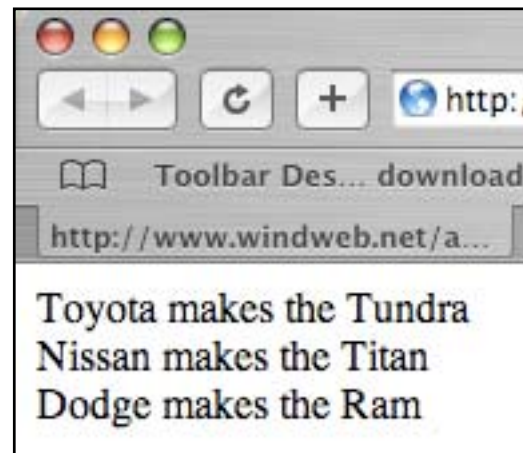 http:/
Toolbar Des... download
http://www.windweb.net/a...
Toyota makes the Tundra
Nissan makes the Titan
Dodge makes the Ram